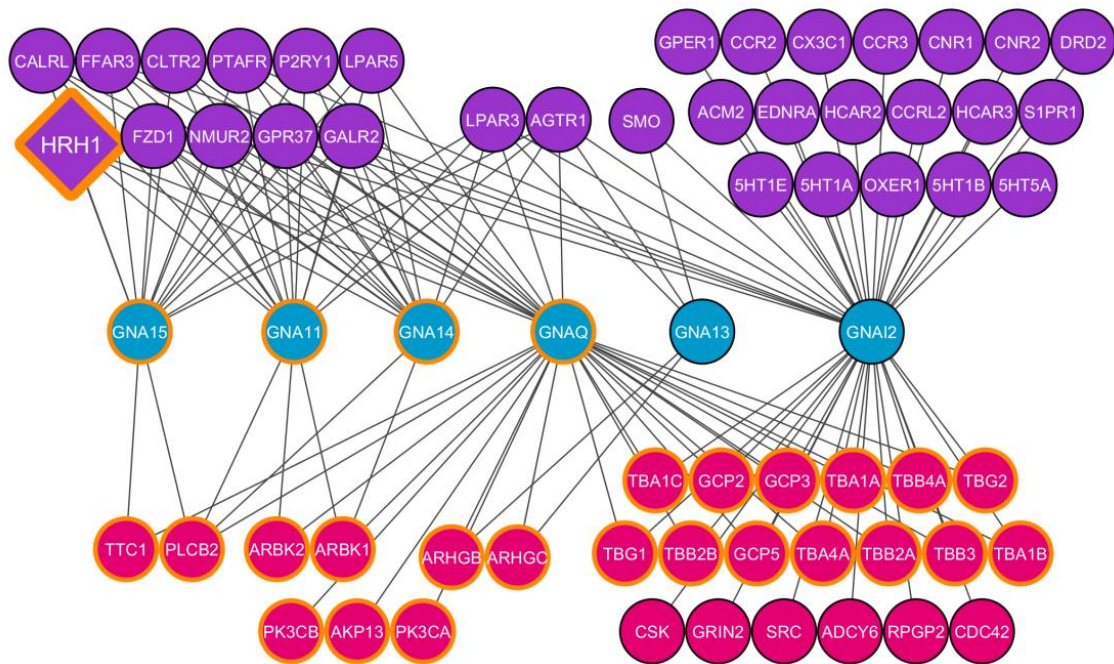 GPER1 CCR2 CX3C1 CCR3 CNR1 CNR2 DRD2
CALRL FFAR3 CLTR2 PTAFR P2RY1 LPAR5
ACM2 EDNRA HCAR2 CCRL2 HCAR3 S1PR1
LPAR3 AGTR1 SMO
HRH1 FZD1 NMUR2 GPR37 GALR2
5HT1E 5HT1A OXER1 5HT1B 5HT5A
GNA15 GNA11 GNA14 GNAQ GNA13 GNAI2
TBA1C GCP2 GCP3 TBA1A TBB4A TBG2
TTC1 PLCB2 ARBK2 ARBK1 ARHGB ARHGC
TBG1 TBB2B GCP5 TBA4A TBB2A TBB3 TBA1B
PK3CB AKP13 PK3CA
CSK GRIN2 SRC ADCY6 RPGP2 CDC42